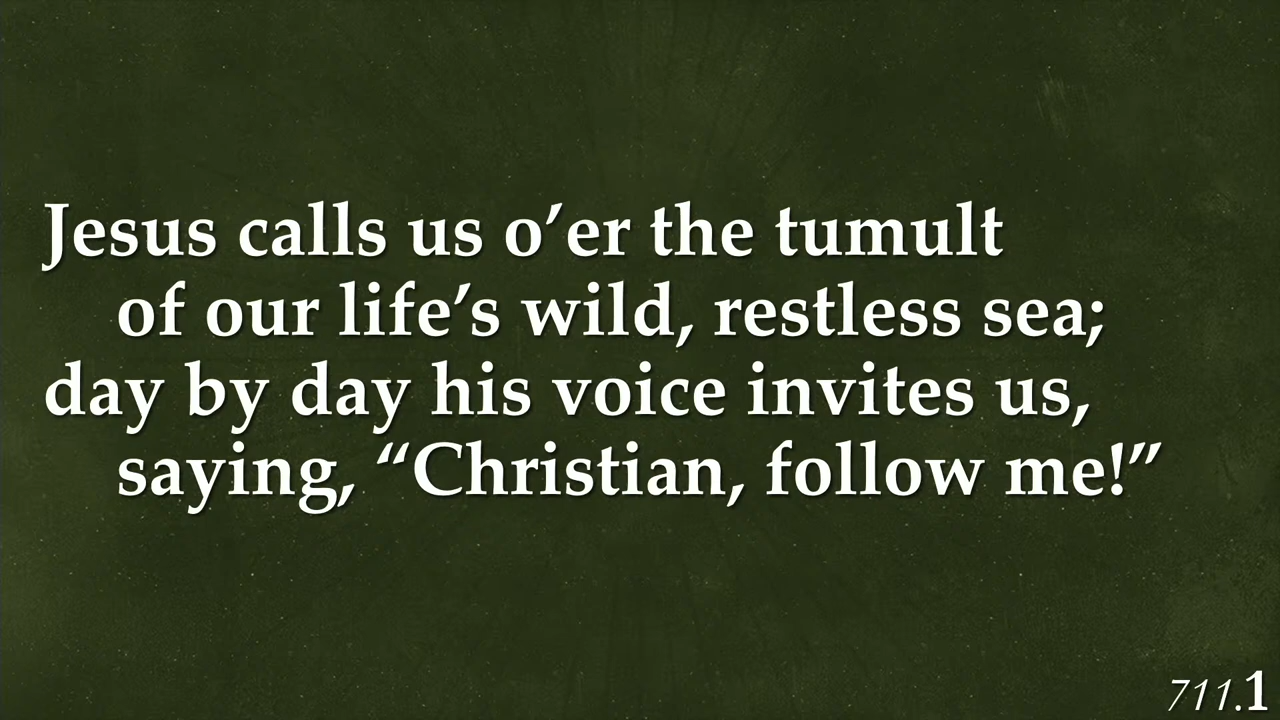 Jesus calls us o’er the tumult
of our life’s wild, restless sea;
day by day his voice invites us,
saying, “Christian, follow me!”
711.1